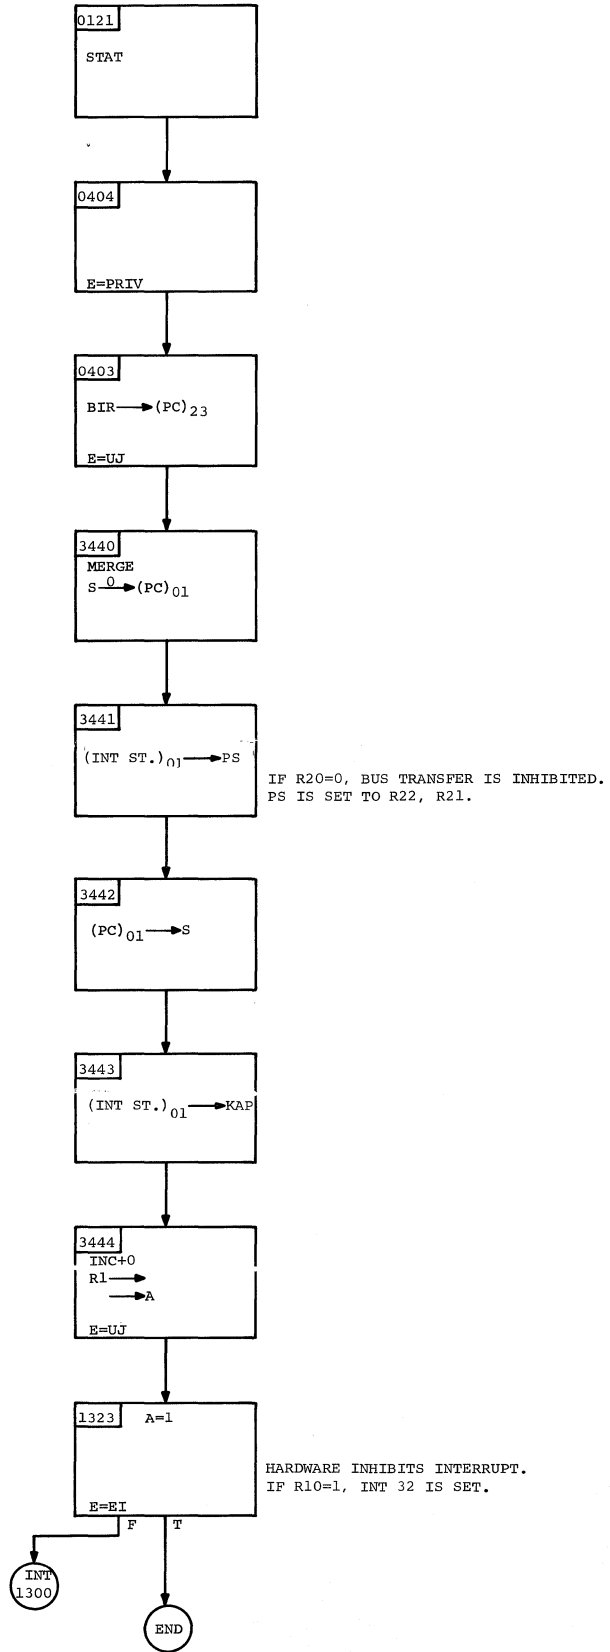 0121
STAT
0404
E=PRIV
0403
BIR→(PC)23
E=UJ
3440
MERGE
S 0→(PC)01
3441
(INT ST.)01→PS
IF R20=0, BUS TRANSFER IS INHIBITED.
PS IS SET TO R22, R21.
3442
(PC)01→S
3443
(INT ST.)01→KAP
3444
INC+0
R1→
→A
E=UJ
1323 A=1
HARDWARE INHIBITS INTERRUPT.
IF R10=1, INT 32 IS SET.
E=EI
F T
INT
1300
END